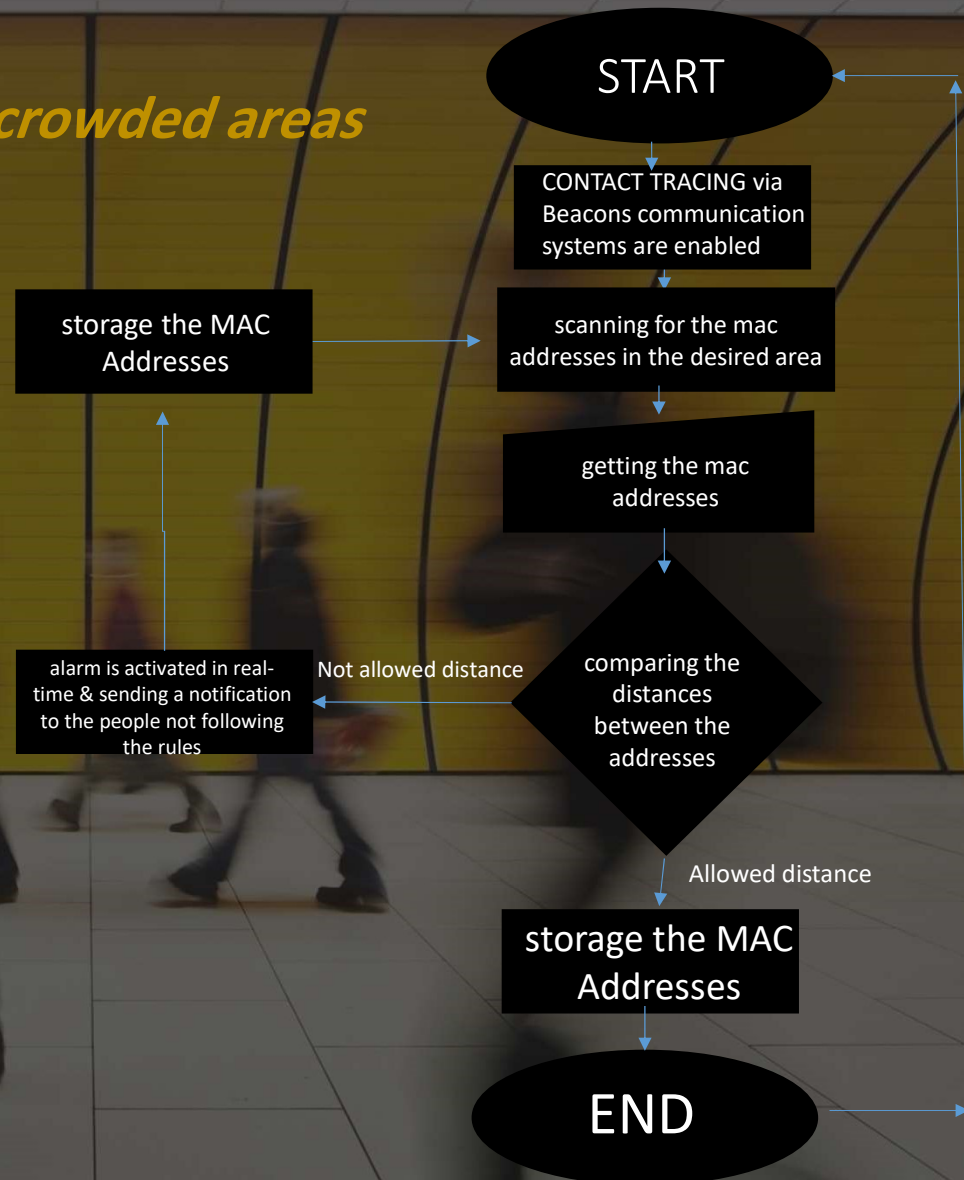 crowded areas
START
CONTACT TRACING via
Beacons communication
systems are enabled
storage the MAC
Addresses
scanning for the mac
addresses in the desired area
getting the mac
addresses
alarm is activated in real-
time & sending a notification
to the people not following
the rules
Not allowed distance
comparing the
distances
between the
addresses
Allowed distance
storage the MAC
Addresses
END